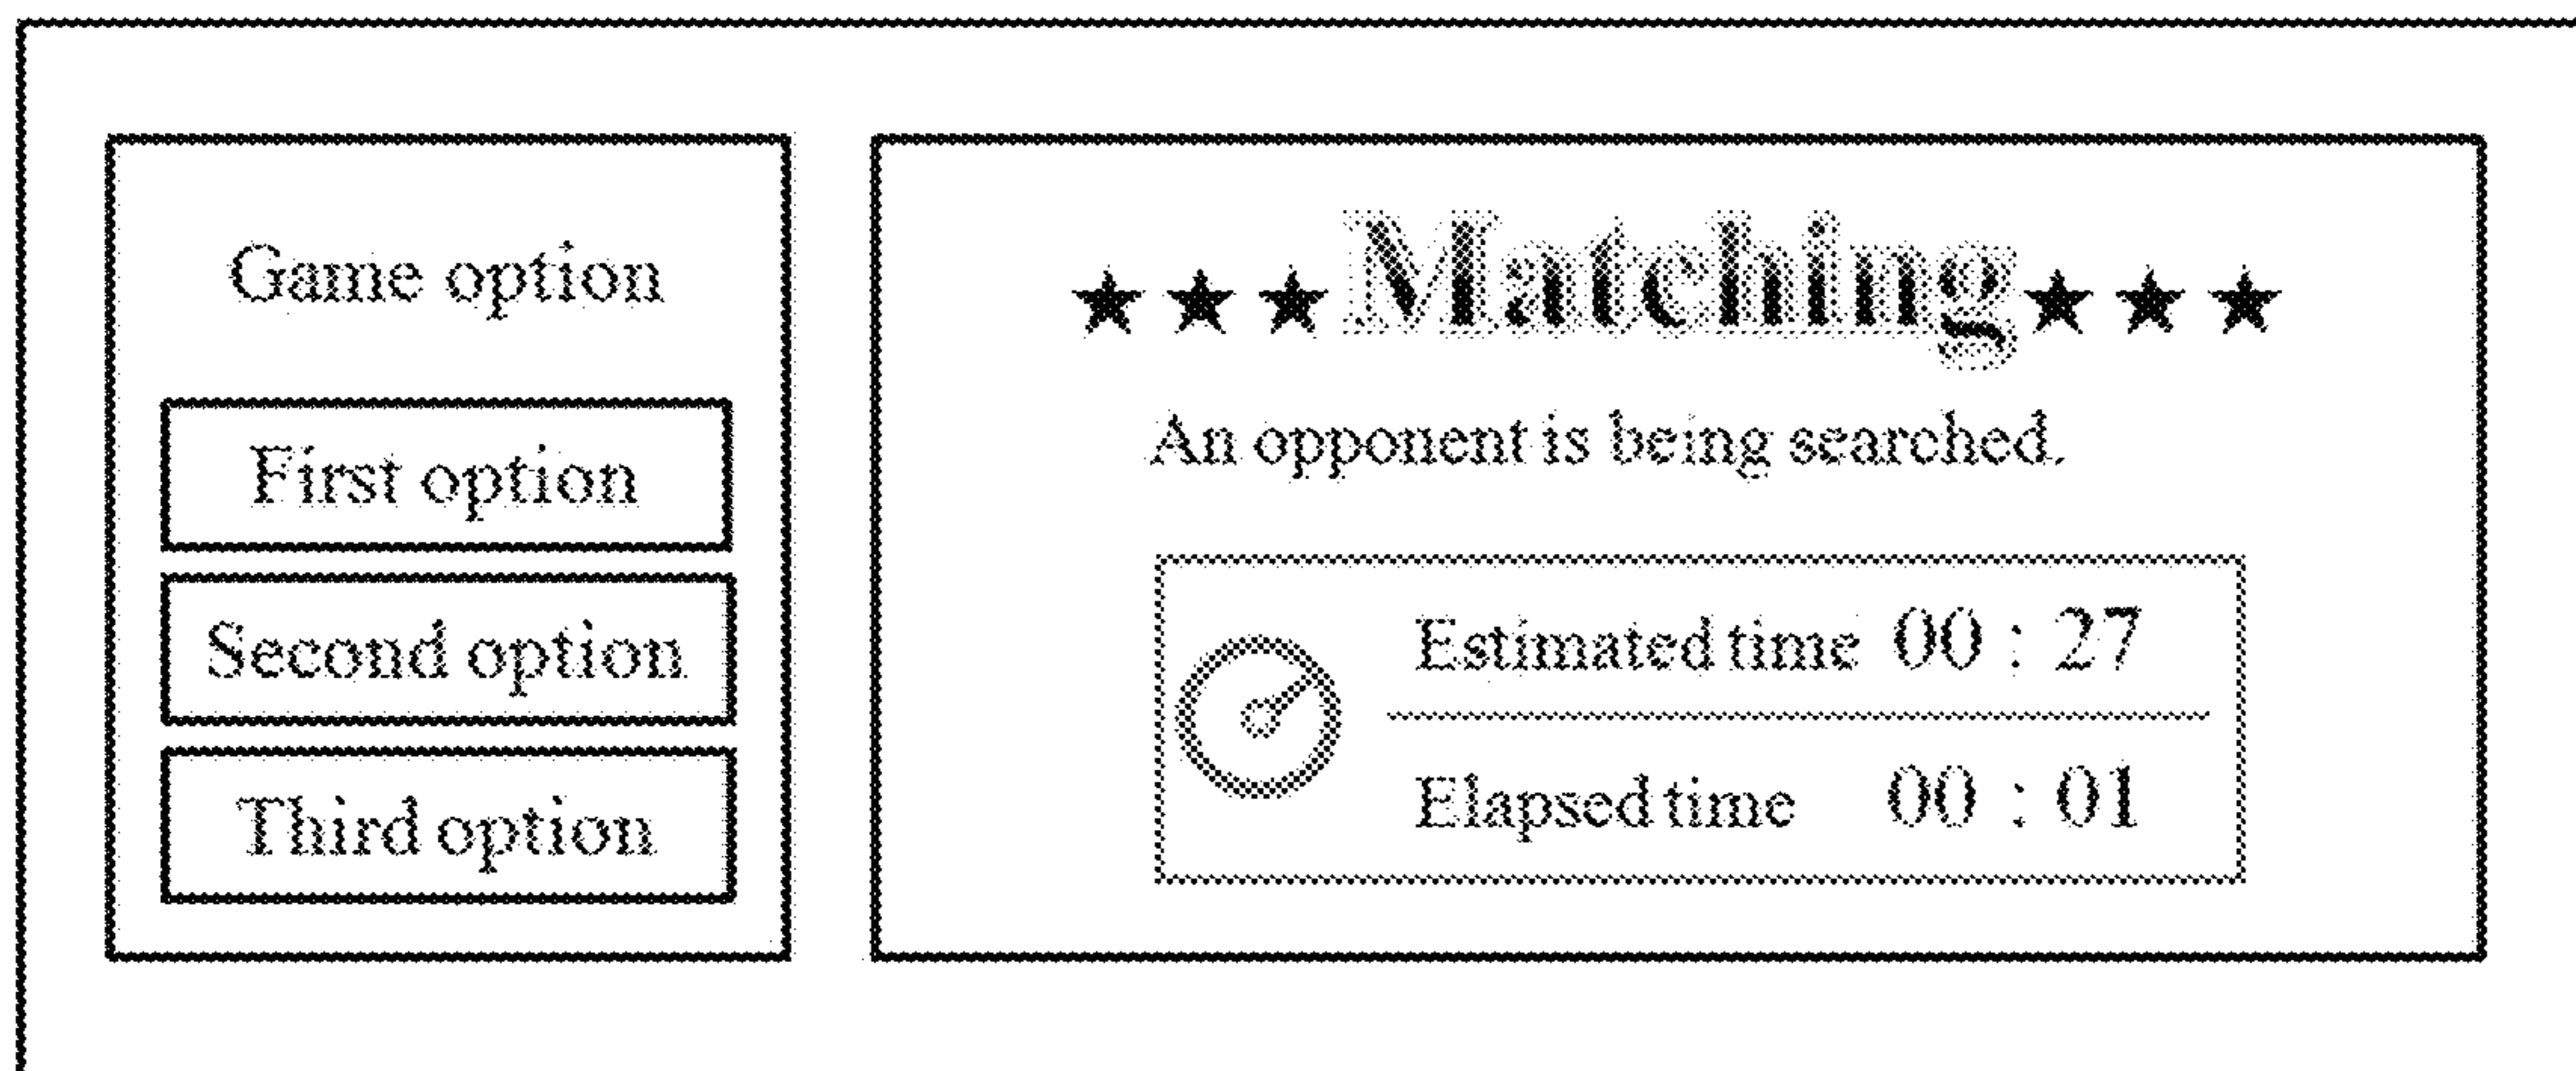 Game option
First option
Second option
Third option
★★★Matching★★★
An opponent is being searched.
Estimated time 00 : 27
Elapsed time 00 : 01